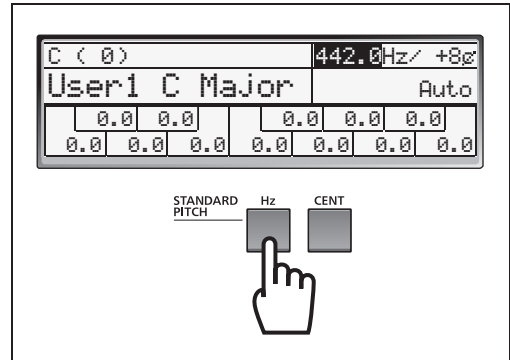 C ( 0) 442.0Hz/ +8¢
User1 C Major Auto
0.0 0.0 0.0 0.0 0.0
0.0 0.0 0.0 0.0 0.0 0.0 0.0
STANDARD PITCH Hz CENT